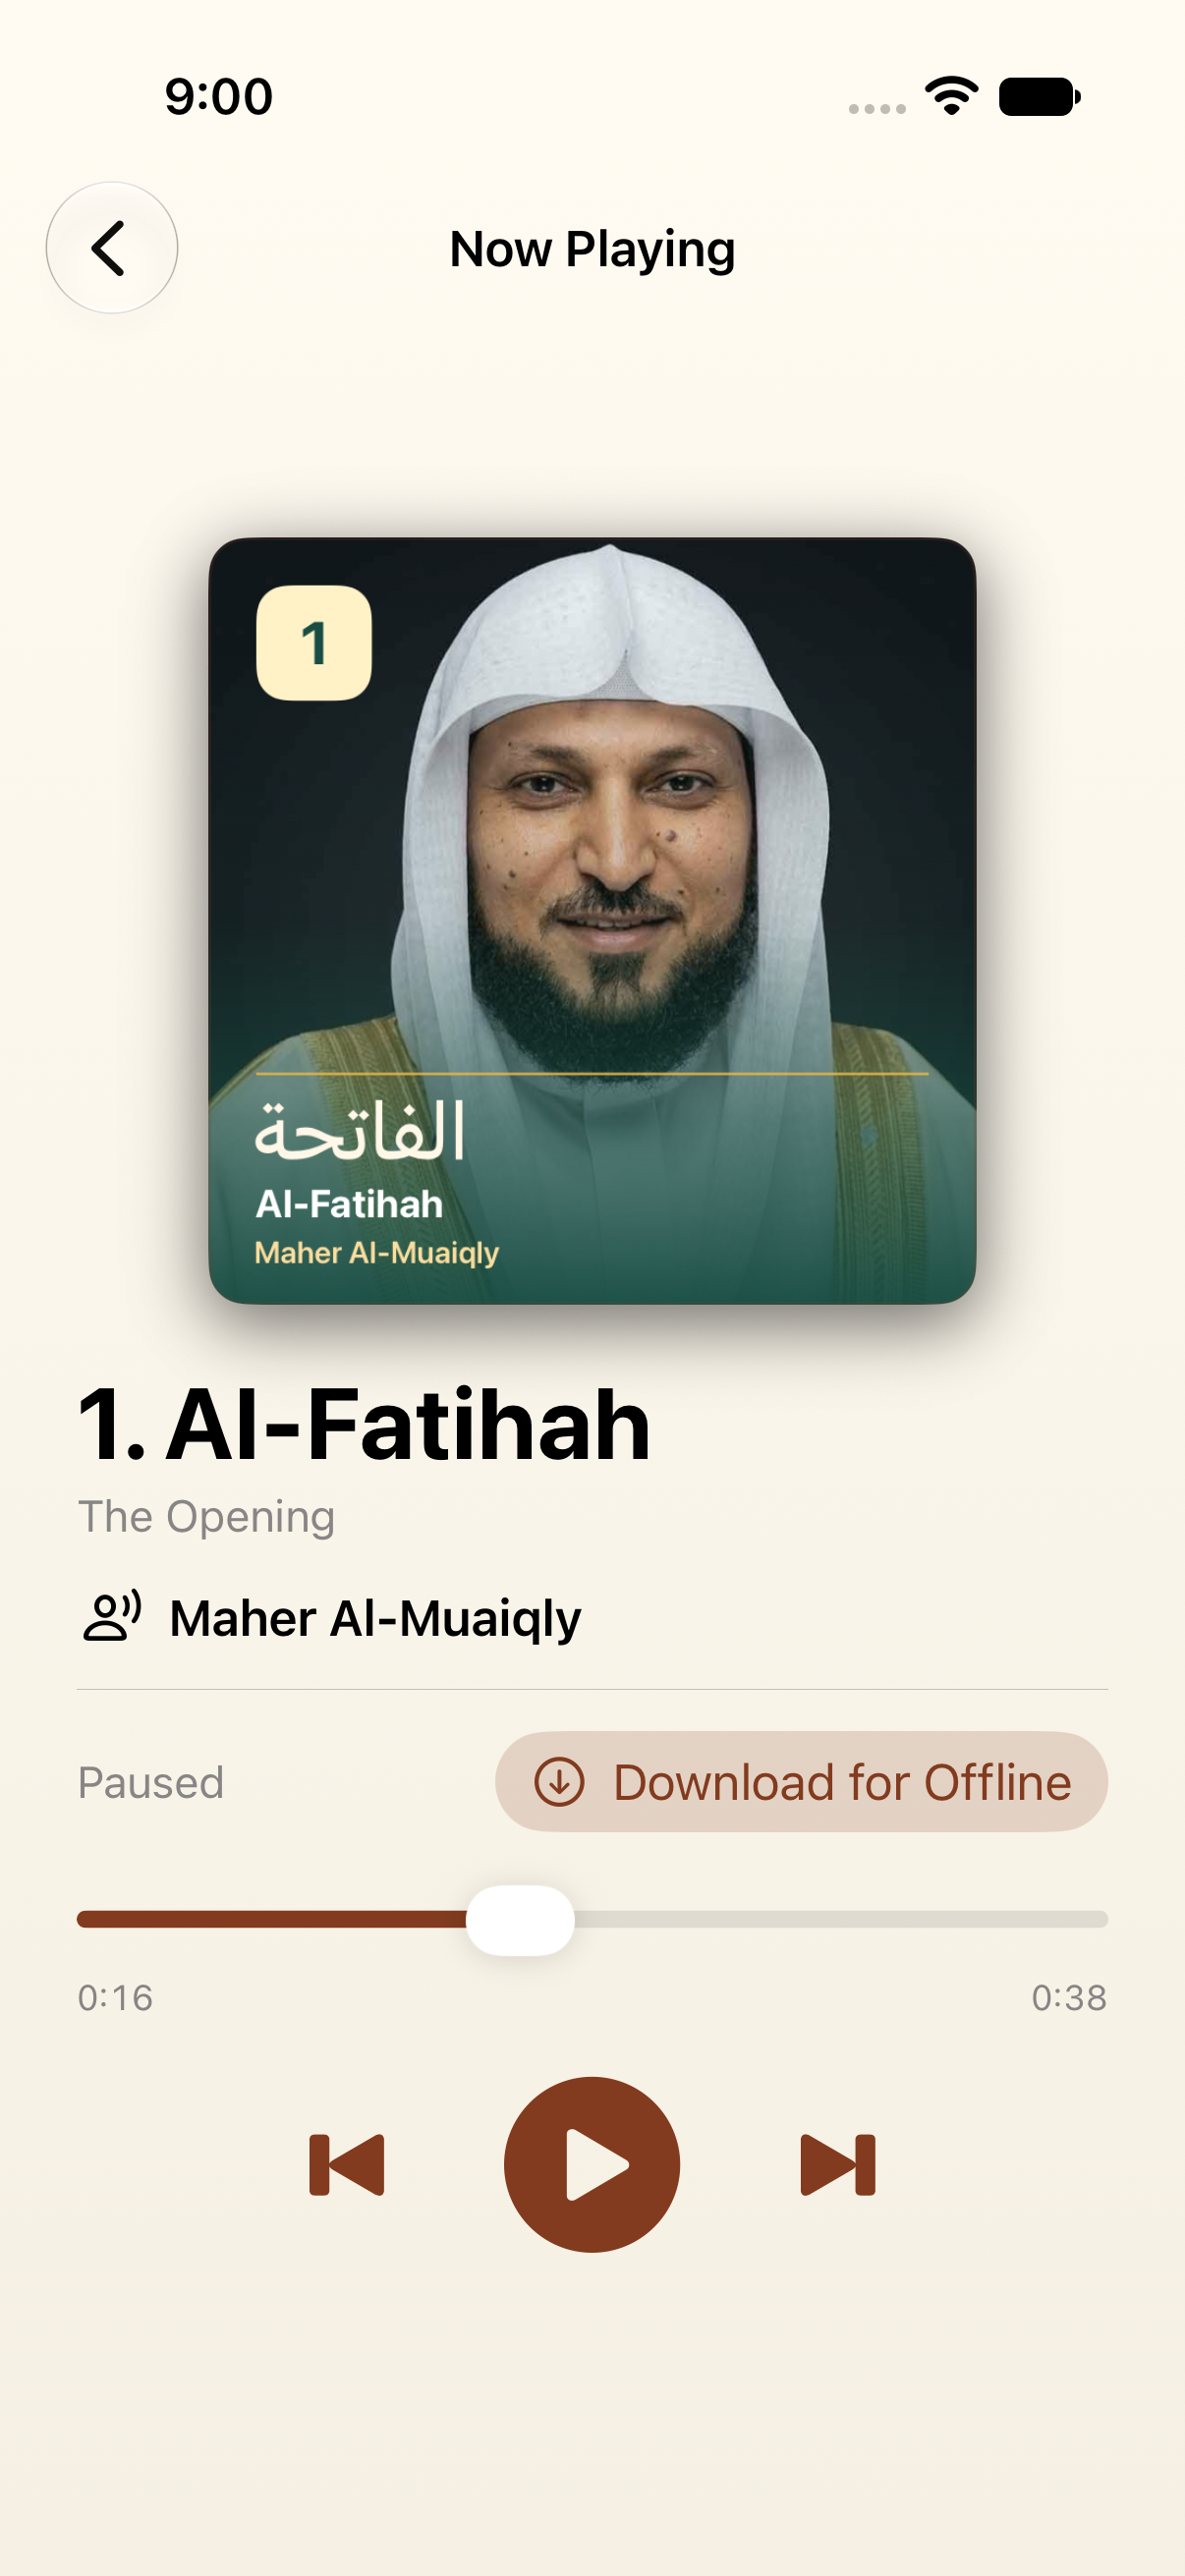 9:00
Now Playing
1
الفاتحة
Al-Fatihah
Maher Al-Muaiqly
1. Al-Fatihah
The Opening
Maher Al-Muaiqly
Paused
Download for Offline
0:16
0:38